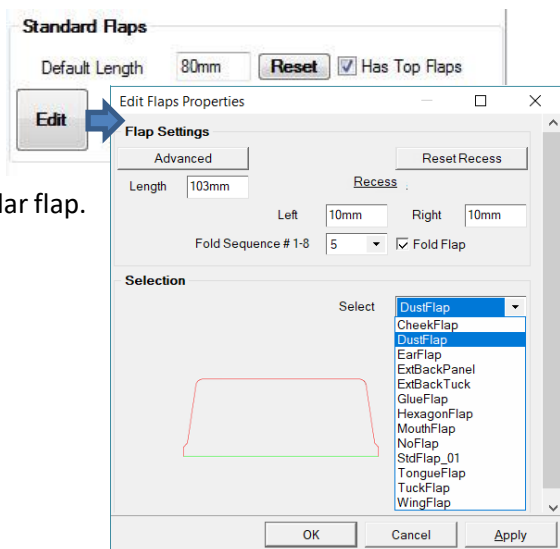 Standard Flaps
Default Length 80mm Reset Has Top Flaps
Edit
Edit Flaps Properties
Flap Settings
Advanced Reset Recess
Length 103mm Recess :
lar flap.
Left 10mm Right 10mm
Fold Sequence # 1-8 5 Fold Flap
Selection
Select DustFlap
CheekFlap
DustFlap
EarFlap
ExtBackPanel
ExtBackTuck
GlueFlap
HexagonFlap
MouthFlap
NoFlap
StdFlap_01
TongueFlap
TuckFlap
WingFlap
OK Cancel Apply